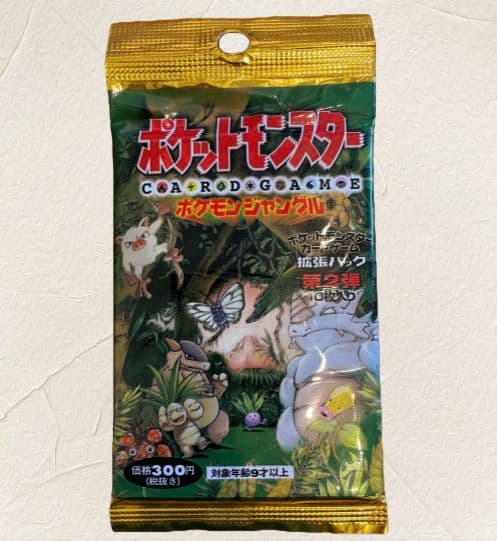 ポケットモンスター
CARD GAME
ポケモンジャングル
ポケットモンスター
カードゲーム
拡張パック
第2弾
10枚入り
価格300円
(税抜き)
対象年齢9才以上